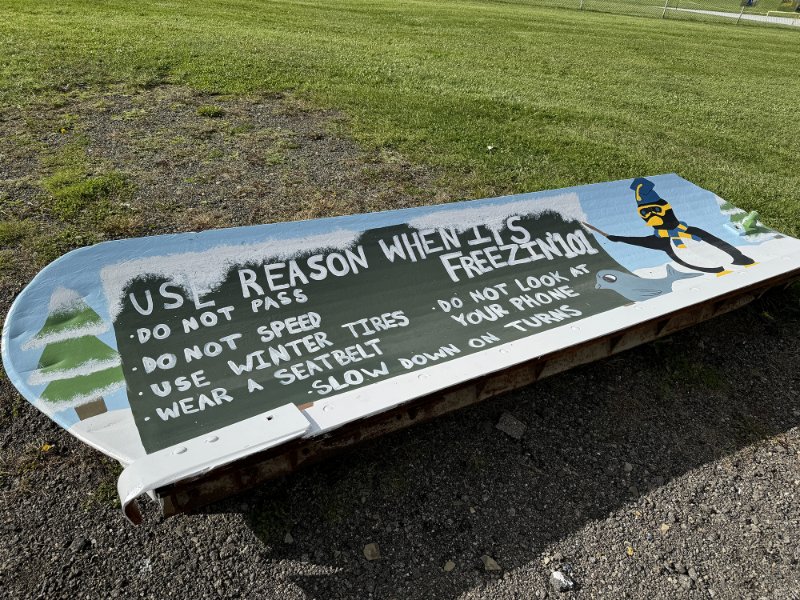 USE REASON WHEN ITS
FREEZIN' 101
· DO NOT PASS
· DO NOT SPEED
· USE WINTER TIRES
· WEAR A SEATBELT
· DO NOT LOOK AT
YOUR PHONE
· SLOW DOWN ON TURNS